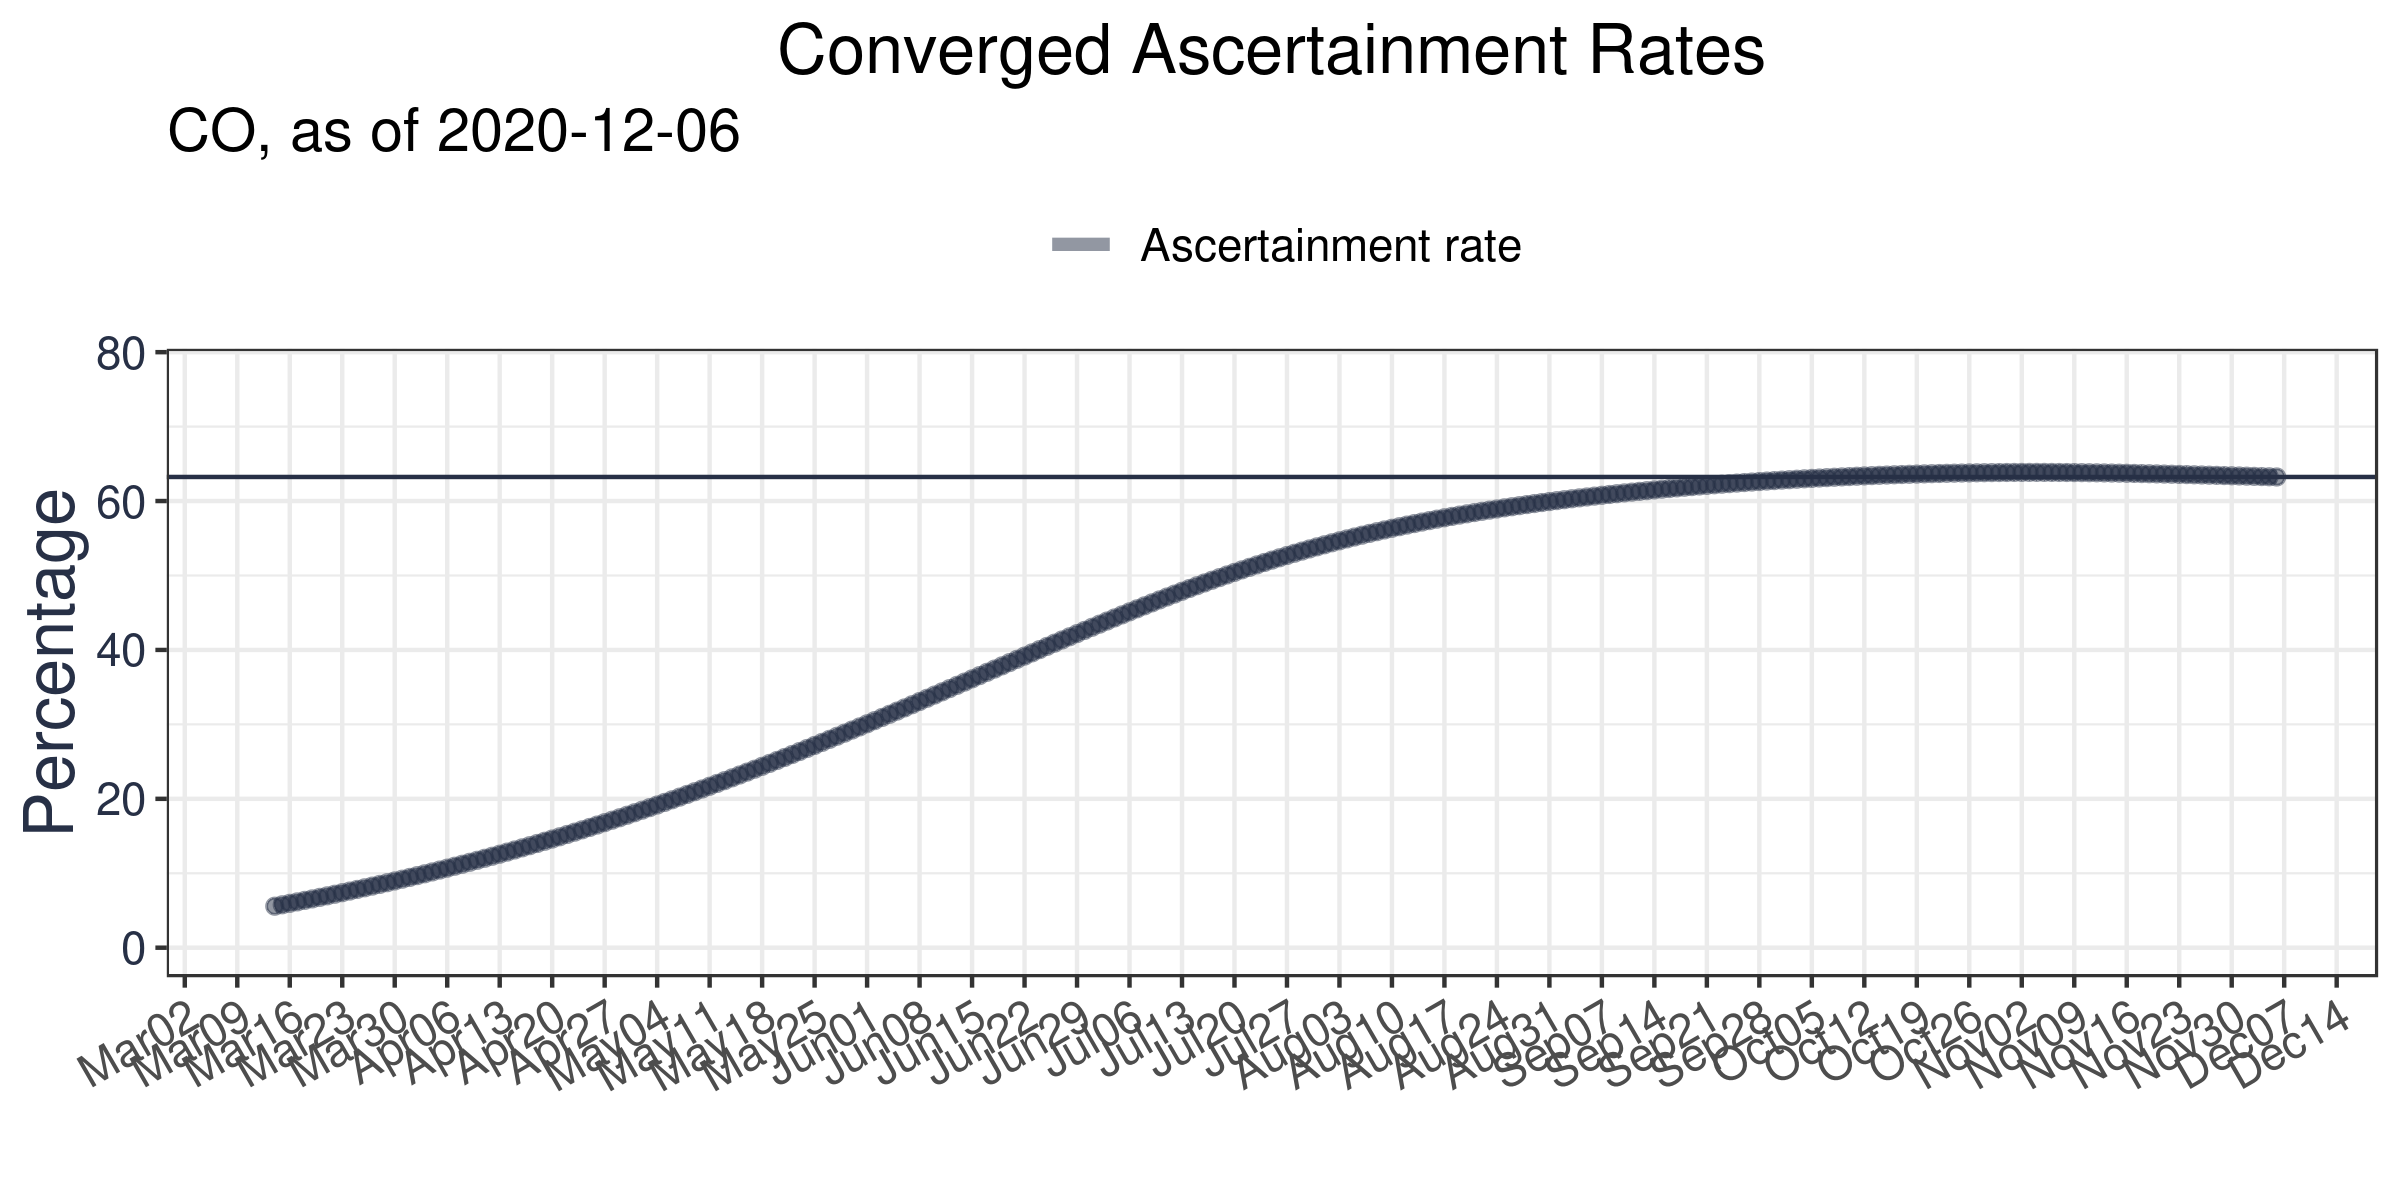 Converged Ascertainment Rates
CO, as of 2020-12-06
Ascertainment rate
Percentage
80
60
40
20
0
Mar02
Mar09
Mar16
Mar23
Mar30
Apr06
Apr13
Apr20
Apr27
May04
May11
May18
May25
Jun01
Jun08
Jun15
Jun22
Jun29
Jul06
Jul13
Jul20
Jul27
Aug03
Aug10
Aug17
Aug24
Aug31
Sep07
Sep14
Sep21
Sep28
Oct05
Oct12
Oct19
Oct26
Nov02
Nov09
Nov16
Nov23
Nov30
Dec07
Dec14